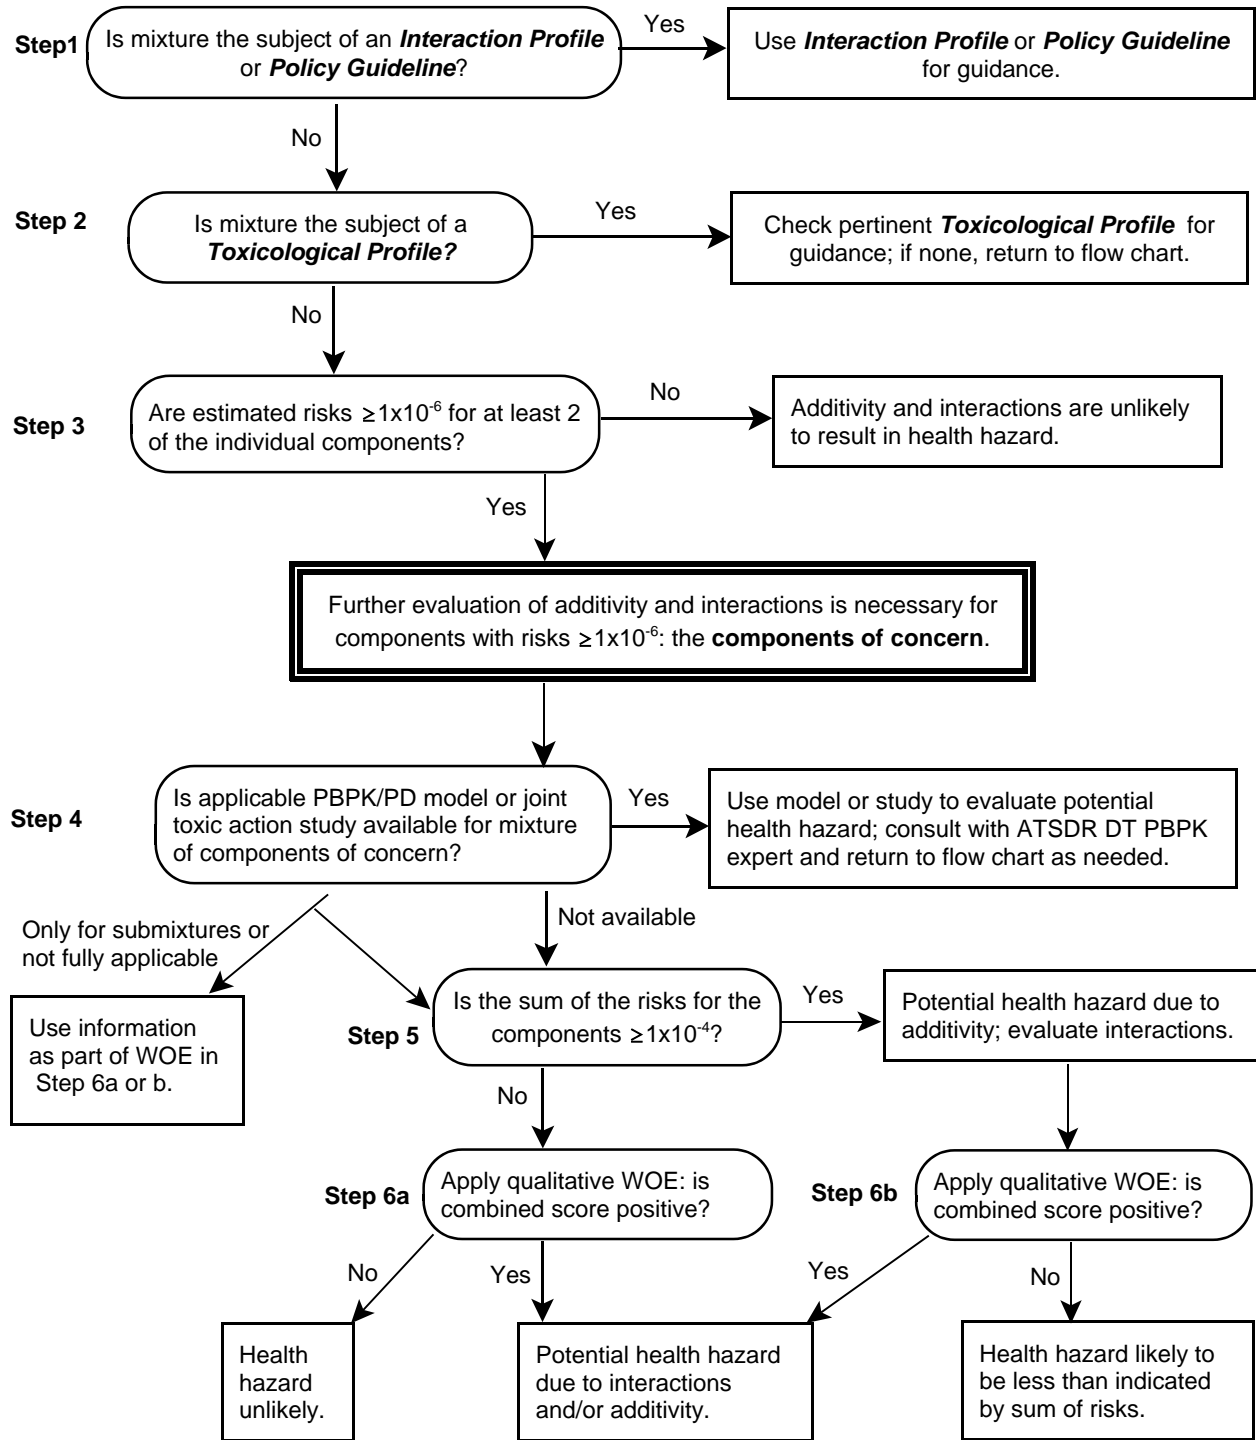 Step1
Is mixture the subject of an Interaction Profile
or Policy Guideline?
Yes
Use Interaction Profile or Policy Guideline
for guidance.
No
Step 2
Is mixture the subject of a
Toxicological Profile?
Yes
Check pertinent Toxicological Profile for
guidance; if none, return to flow chart.
No
Step 3
Are estimated risks ≥1x10⁻⁶ for at least 2
of the individual components?
No
Additivity and interactions are unlikely
to result in health hazard.
Yes
Further evaluation of additivity and interactions is necessary for
components with risks ≥1x10⁻⁶: the components of concern.
Step 4
Is applicable PBPK/PD model or joint
toxic action study available for mixture
of components of concern?
Yes
Use model or study to evaluate potential
health hazard; consult with ATSDR DT PBPK
expert and return to flow chart as needed.
Only for submixtures or
not fully applicable
Not available
Use information
as part of WOE in
Step 6a or b.
Step 5
Is the sum of the risks for the
components ≥1x10⁻⁴?
Yes
Potential health hazard due to
additivity; evaluate interactions.
No
Step 6a
Apply qualitative WOE: is
combined score positive?
Step 6b
Apply qualitative WOE: is
combined score positive?
No
Yes
Yes
No
Health
hazard
unlikely.
Potential health hazard
due to interactions
and/or additivity.
Health hazard likely to
be less than indicated
by sum of risks.